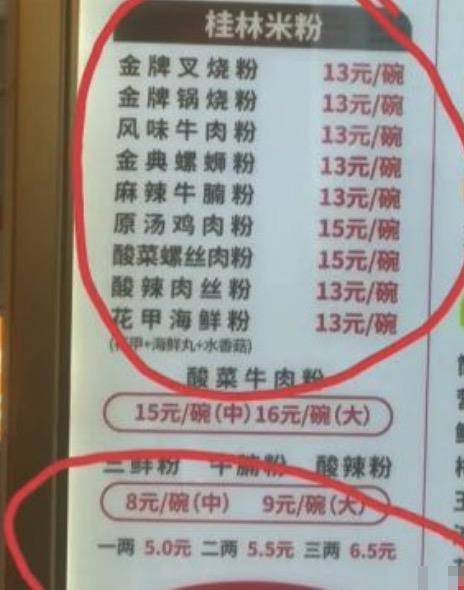 桂林米粉
金牌叉烧粉 13元/碗
金牌锅烧粉 13元/碗
风味牛肉粉 13元/碗
金典螺蛳粉 13元/碗
麻辣牛腩粉 13元/碗
原汤鸡肉粉 15元/碗
酸菜螺丝肉粉 15元/碗
酸辣肉丝粉 13元/碗
花甲海鲜粉 13元/碗
(花甲+海鲜丸+水香菇)
酸菜牛肉粉
15元/碗(中) 16元/碗(大)
三鲜粉 牛腩粉 酸辣粉
8元/碗(中) 9元/碗(大)
一两 5.0元 二两 5.5元 三两 6.5元